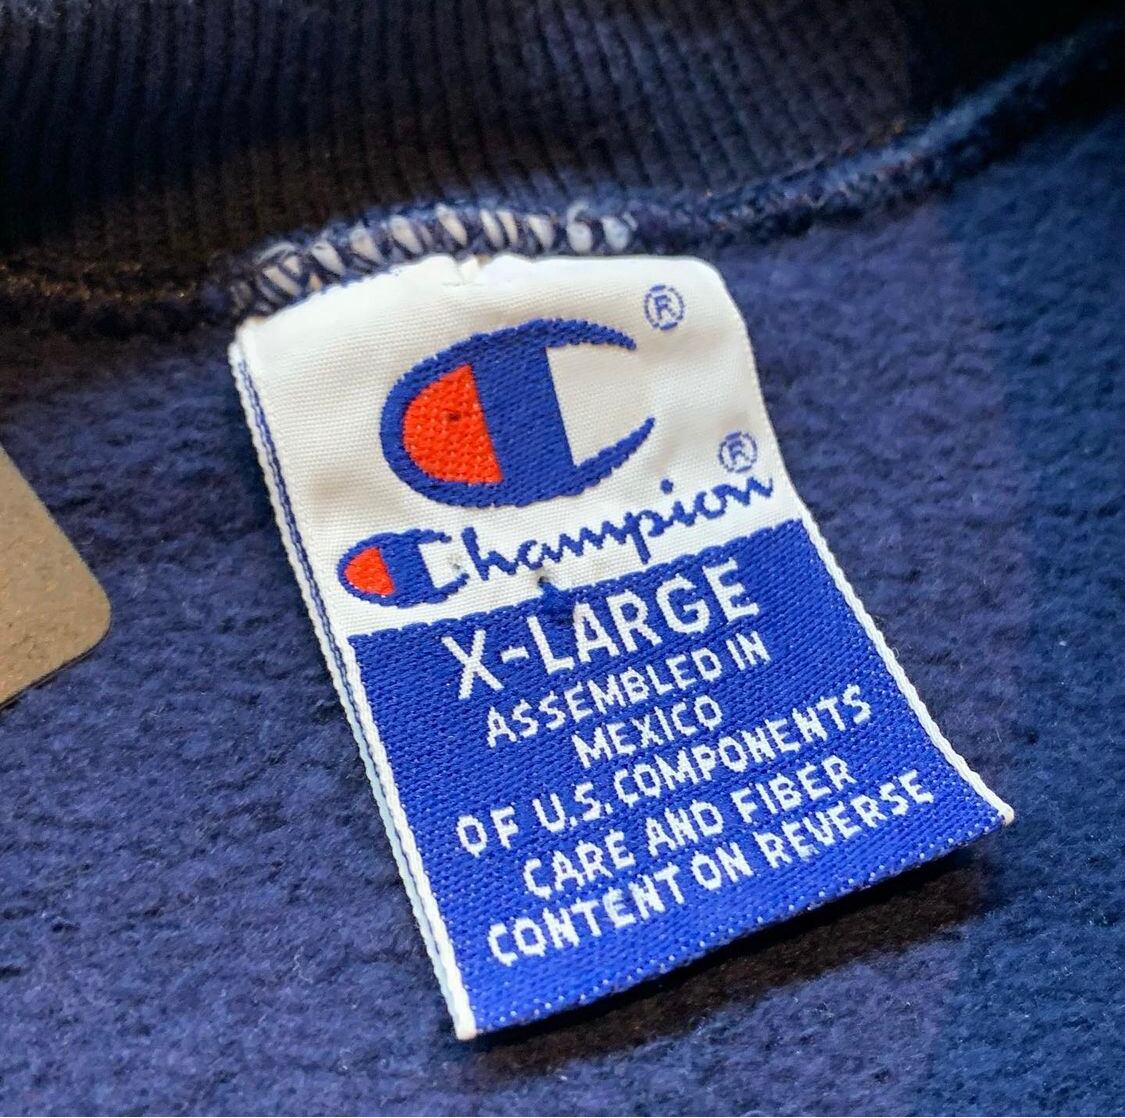 ®
Champion®
X-LARGE
ASSEMBLED IN
MEXICO
OF U.S. COMPONENTS
CARE AND FIBER
CONTENT ON REVERSE